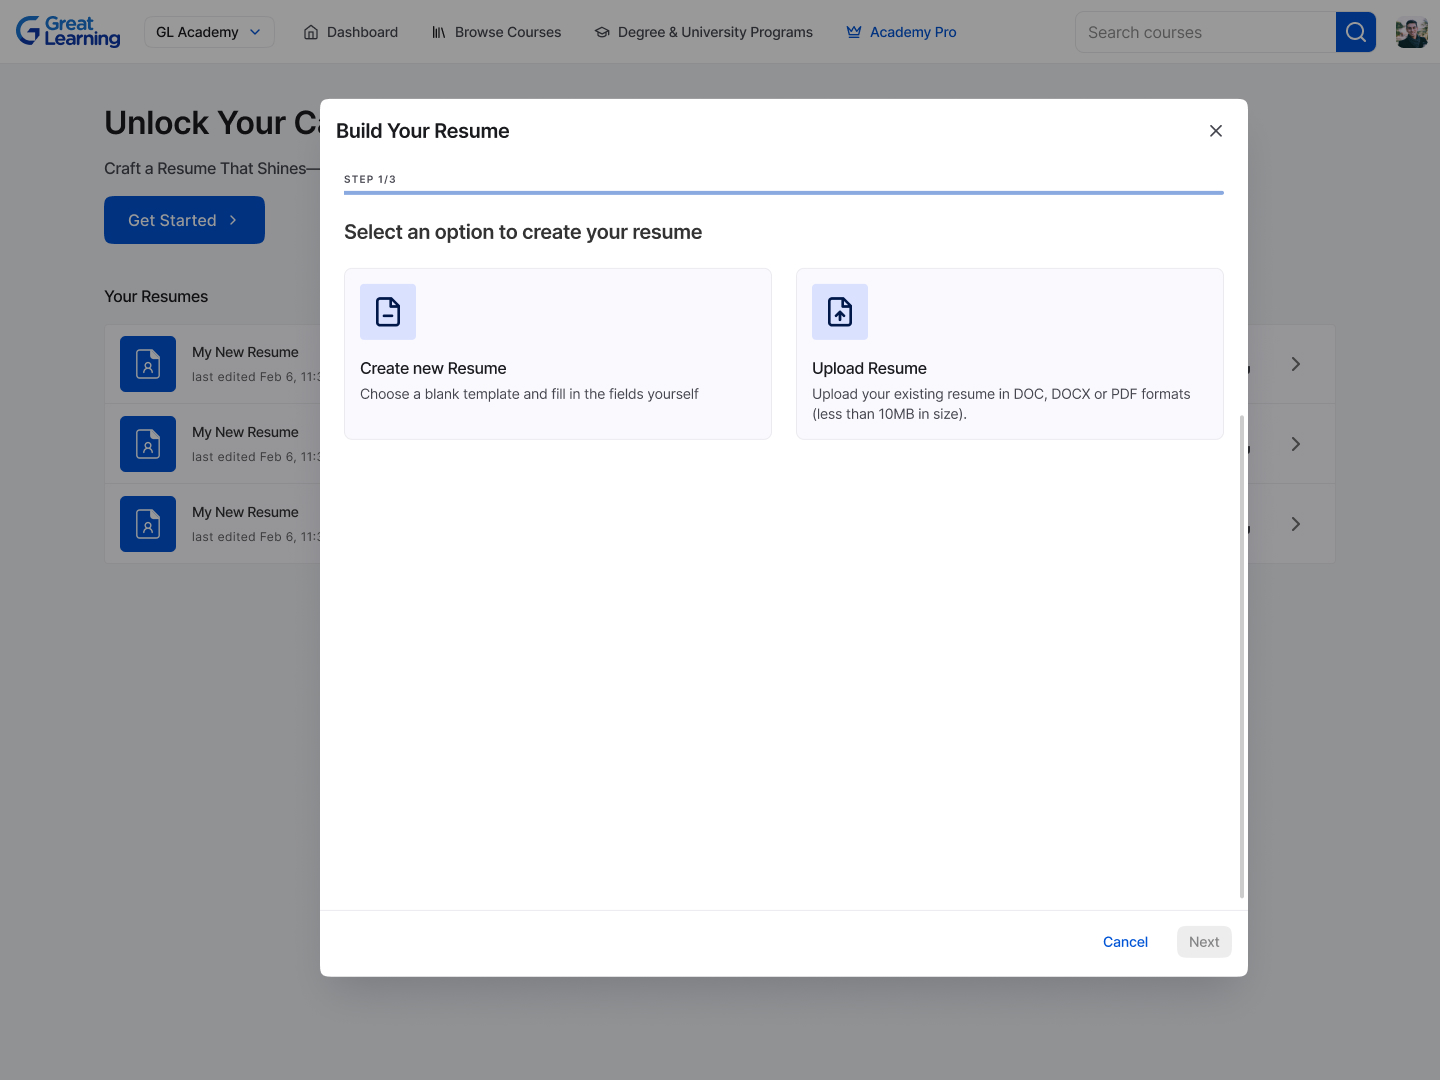 Great
Learning
GL Academy
Dashboard
Browse Courses
Degree & University Programs
Academy Pro
Search courses
Unlock Your
Craft a Resume That Shines—
Get Started
Your Resumes
My New Resume
last edited Feb 6, 11:3
My New Resume
last edited Feb 6, 11:3
My New Resume
last edited Feb 6, 11:3
Build Your Resume
STEP 1/3
Select an option to create your resume
Create new Resume
Choose a blank template and fill in the fields yourself
Upload Resume
Upload your existing resume in DOC, DOCX or PDF formats
(less than 10MB in size).
Cancel
Next